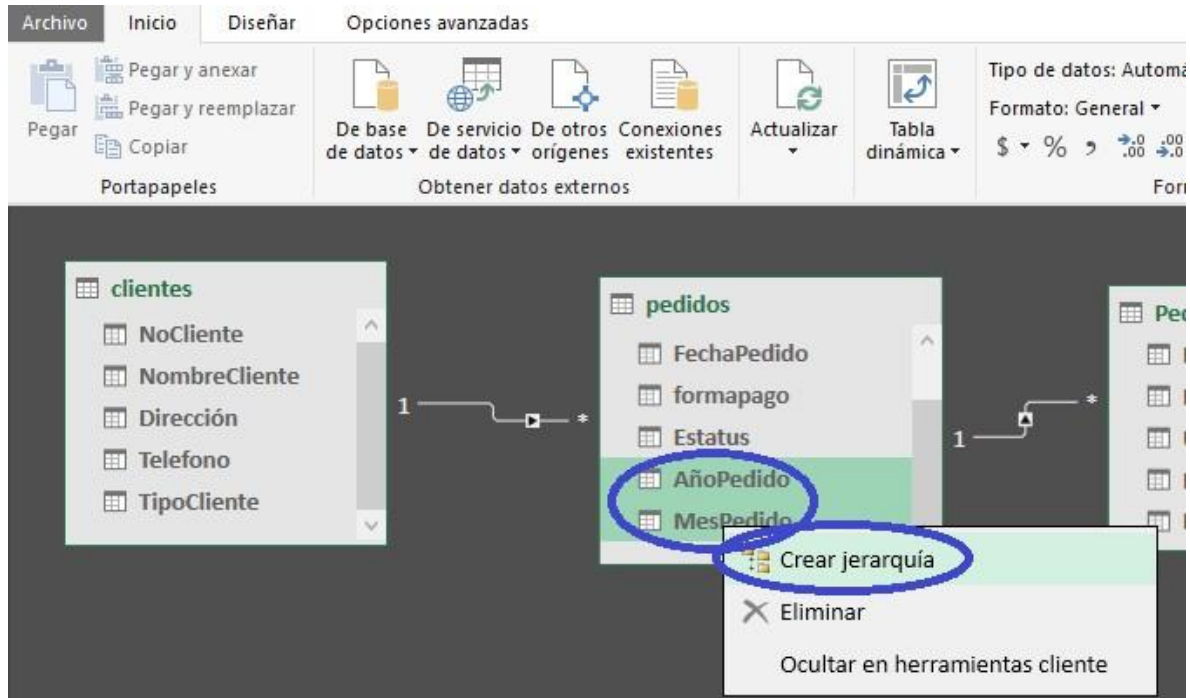 Archivo Inicio Diseñar Opciones avanzadas
Pegar
Pegar y anexar
Pegar y reemplazar
Copiar
Portapapeles
De base de datos
De servicio de datos
De otros orígenes
Conexiones existentes
Obtener datos externos
Actualizar
Tabla dinámica
Tipo de datos: Automá
Formato: General
$ % , .00 .00
clientes
NoCliente
NombreCliente
Dirección
Telefono
TipoCliente
1 *
pedidos
FechaPedido
formapago
Estatus
AñoPedido
MesPedido
1 *
Crear jerarquía
Eliminar
Ocultar en herramientas cliente